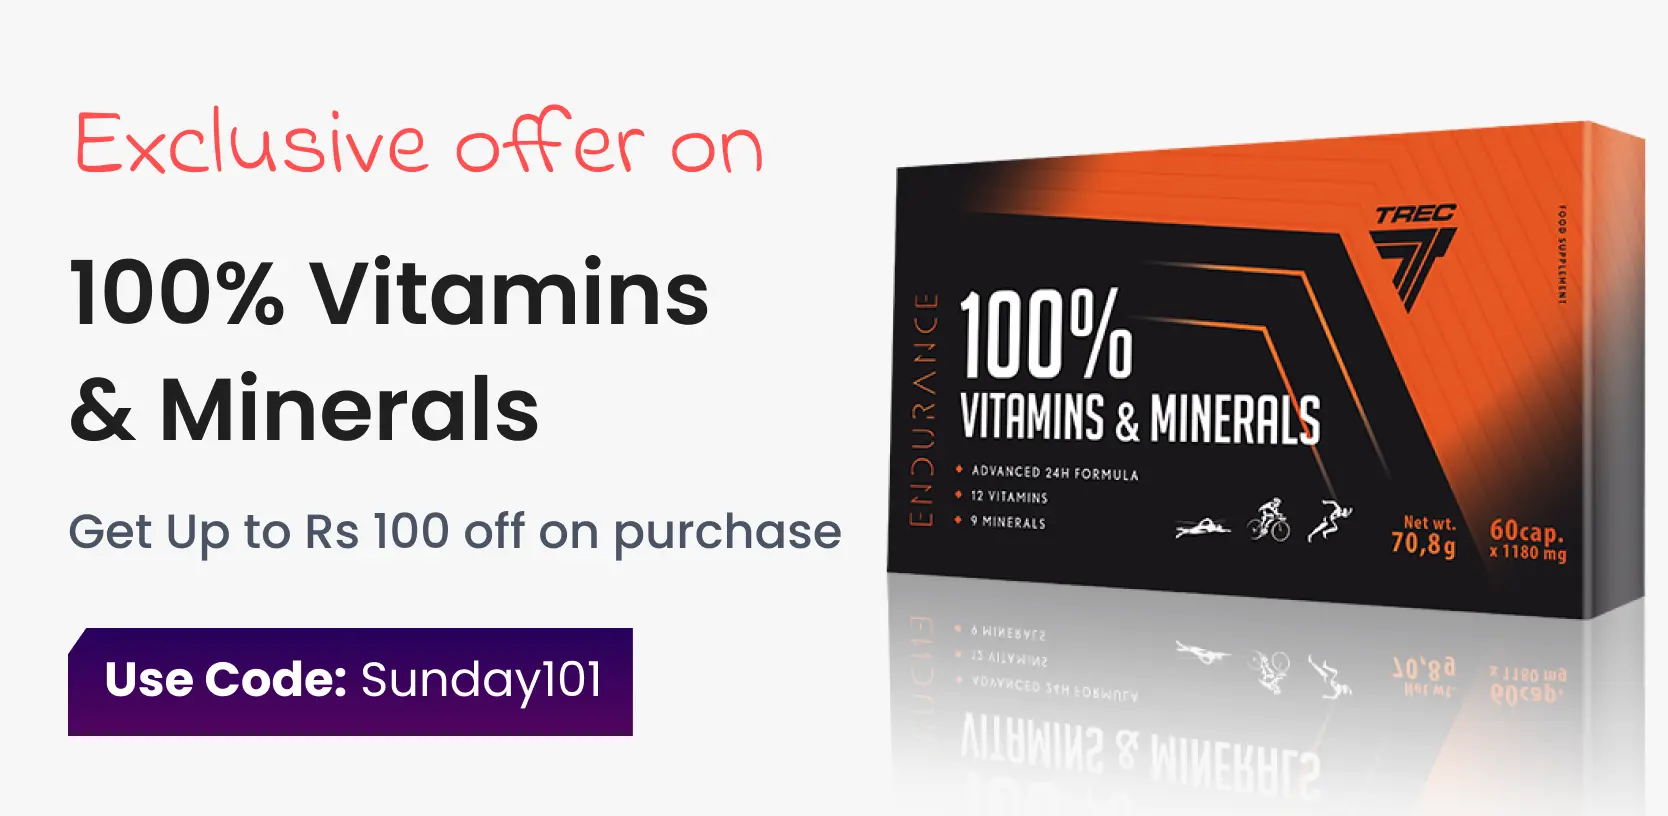 Exclusive offer on
100% Vitamins
& Minerals
Get Up to Rs 100 off on purchase
Use Code: Sunday101
TREC
FOOD SUPPLEMENT
ENDURANCE
100%
VITAMINS & MINERALS
ADVANCED 24H FORMULA
12 VITAMINS
9 MINERALS
Net wt.
70,8g
60cap.
x 1180 mg